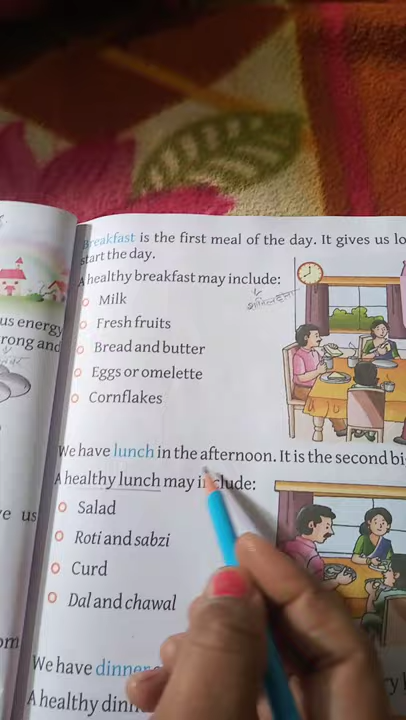 Breakfast is the first meal of the day. It gives us lo
start the day.
A healthy breakfast may include:
शामिल हुआ
Milk
Fresh fruits
Bread and butter
Eggs or omelette
Cornflakes
us energy
rong and
We have lunch in the afternoon. It is the second bi
A healthy lunch may include:
Salad
Roti and sabzi
Curd
Dal and chawal
e us
om
We have dinner
A healthy dinn